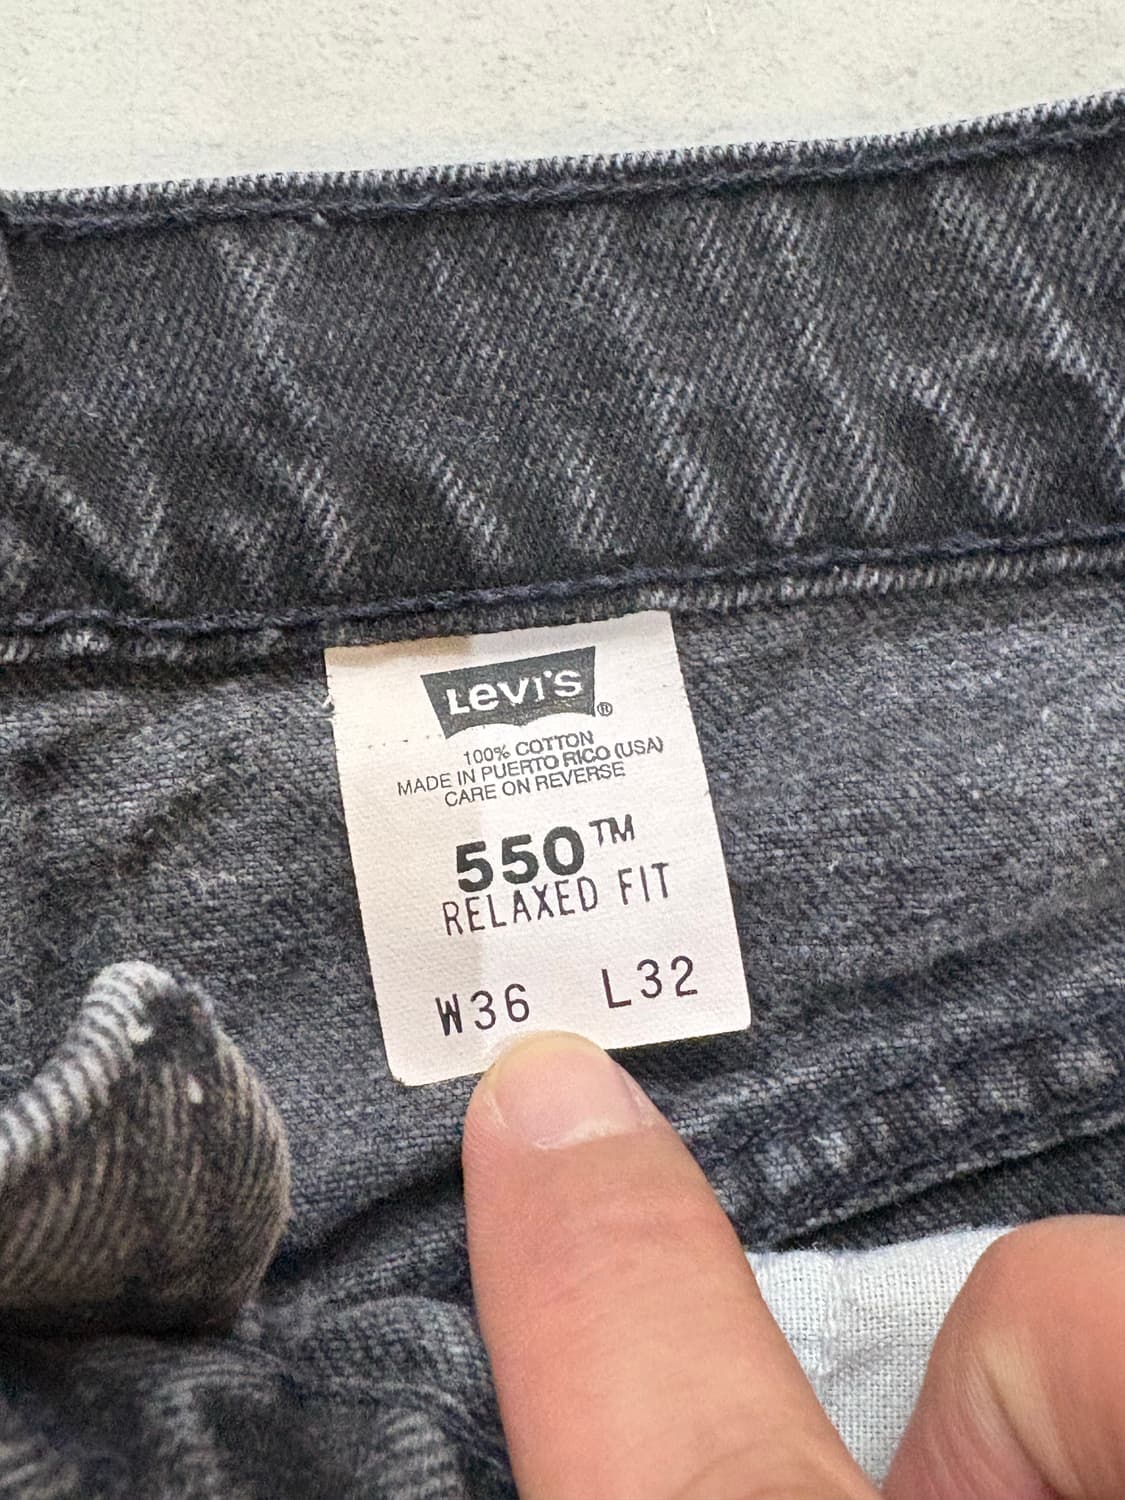 LEVI'S ®
100% COTTON
MADE IN PUERTO RICO (USA)
CARE ON REVERSE
550™
RELAXED FIT
W36 L32